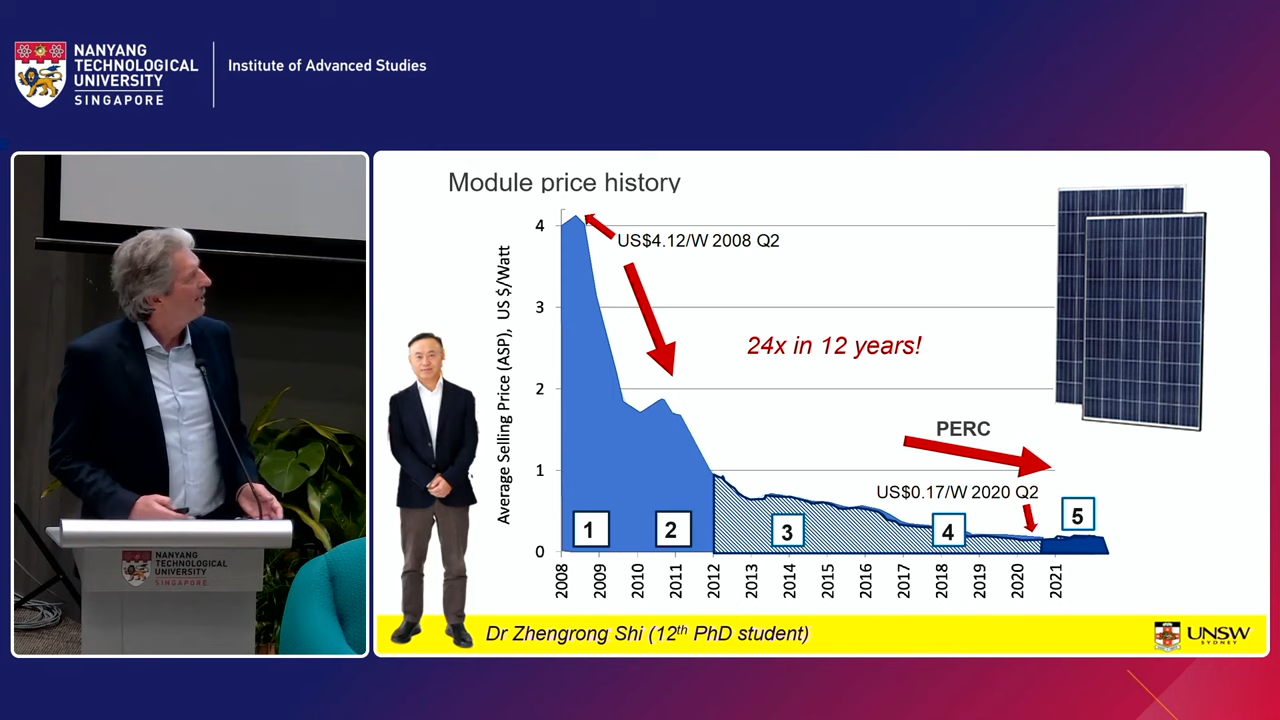 NANYANG
TECHNOLOGICAL
UNIVERSITY
SINGAPORE
Institute of Advanced Studies
Module price history
US$4.12/W 2008 Q2
24x in 12 years!
PERC
US$0.17/W 2020 Q2
Average Selling Price (ASP), US $/Watt
4
3
2
1
0
1
2
3
4
5
2008
2009
2010
2011
2012
2013
2014
2015
2016
2017
2018
2019
2020
2021
Dr Zhengrong Shi (12th PhD student)
UNSW
SYDNEY
NANYANG
TECHNOLOGICAL
UNIVERSITY
SINGAPORE